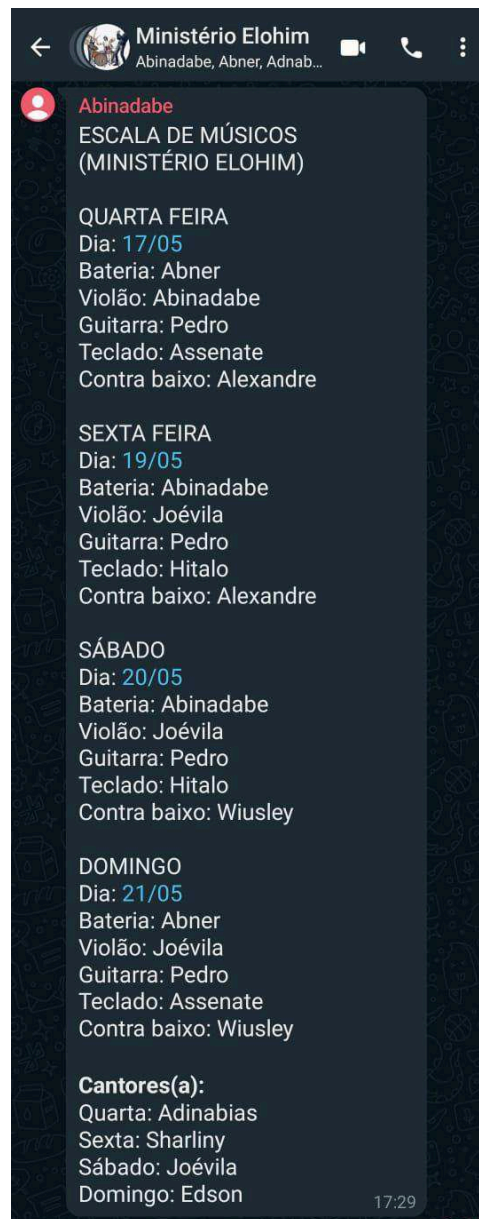 Ministério Elohim
Abinadabe, Abner, Adnab...
Abinadabe
ESCALA DE MÚSICOS
(MINISTÉRIO ELOHIM)
QUARTA FEIRA
Dia: 17/05
Bateria: Abner
Violão: Abinadabe
Guitarra: Pedro
Teclado: Assenate
Contra baixo: Alexandre
SEXTA FEIRA
Dia: 19/05
Bateria: Abinadabe
Violão: Joévila
Guitarra: Pedro
Teclado: Hitalo
Contra baixo: Alexandre
SÁBADO
Dia: 20/05
Bateria: Abinadabe
Violão: Joévila
Guitarra: Pedro
Teclado: Hitalo
Contra baixo: Wiusley
DOMINGO
Dia: 21/05
Bateria: Abner
Violão: Joévila
Guitarra: Pedro
Teclado: Assenate
Contra baixo: Wiusley
Cantores(a):
Quarta: Adinabias
Sexta: Sharliny
Sábado: Joévila
Domingo: Edson
17:29